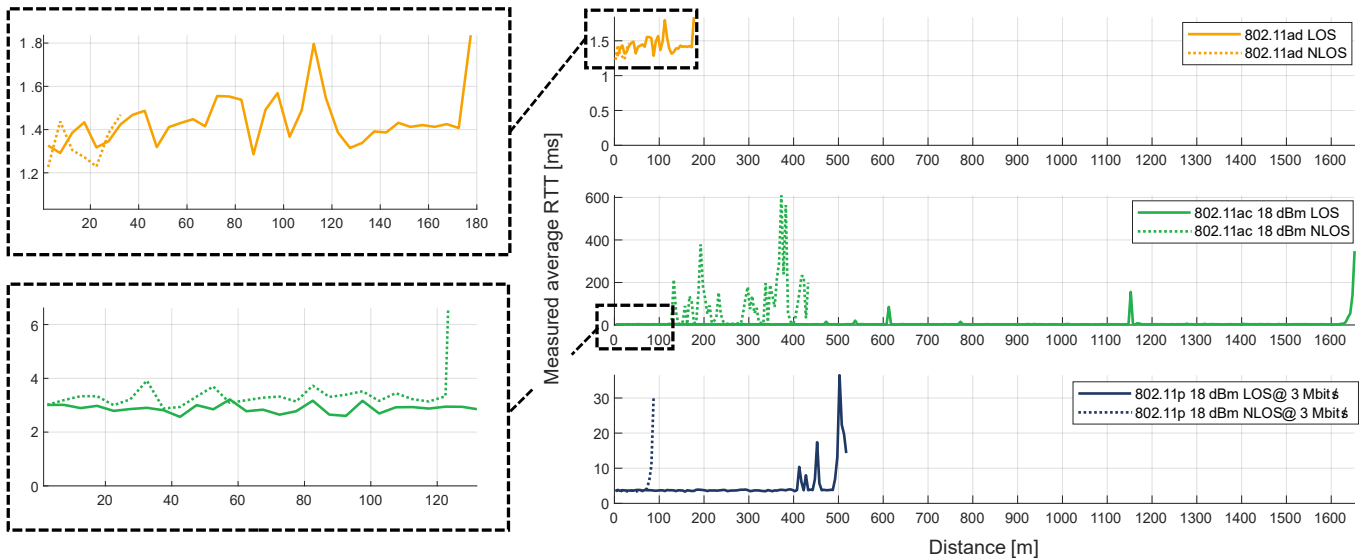 1.8
1.6
1.4
1.2
20 40 60 80 100 120 140 160 180
6
4
2
0
20 40 60 80 100 120
Measured average RTT [ms]
1.5
1
0.5
0
0 100 200 300 400 500 600 700 800 900 1000 1100 1200 1300 1400 1500 1600
802.11ad LOS
802.11ad NLOS
600
400
200
0
0 100 200 300 400 500 600 700 800 900 1000 1100 1200 1300 1400 1500 1600
802.11ac 18 dBm LOS
802.11ac 18 dBm NLOS
30
20
10
0
0 100 200 300 400 500 600 700 800 900 1000 1100 1200 1300 1400 1500 1600
802.11p 18 dBm LOS@ 3 Mbit/s
802.11p 18 dBm NLOS@ 3 Mbit/s
Distance [m]